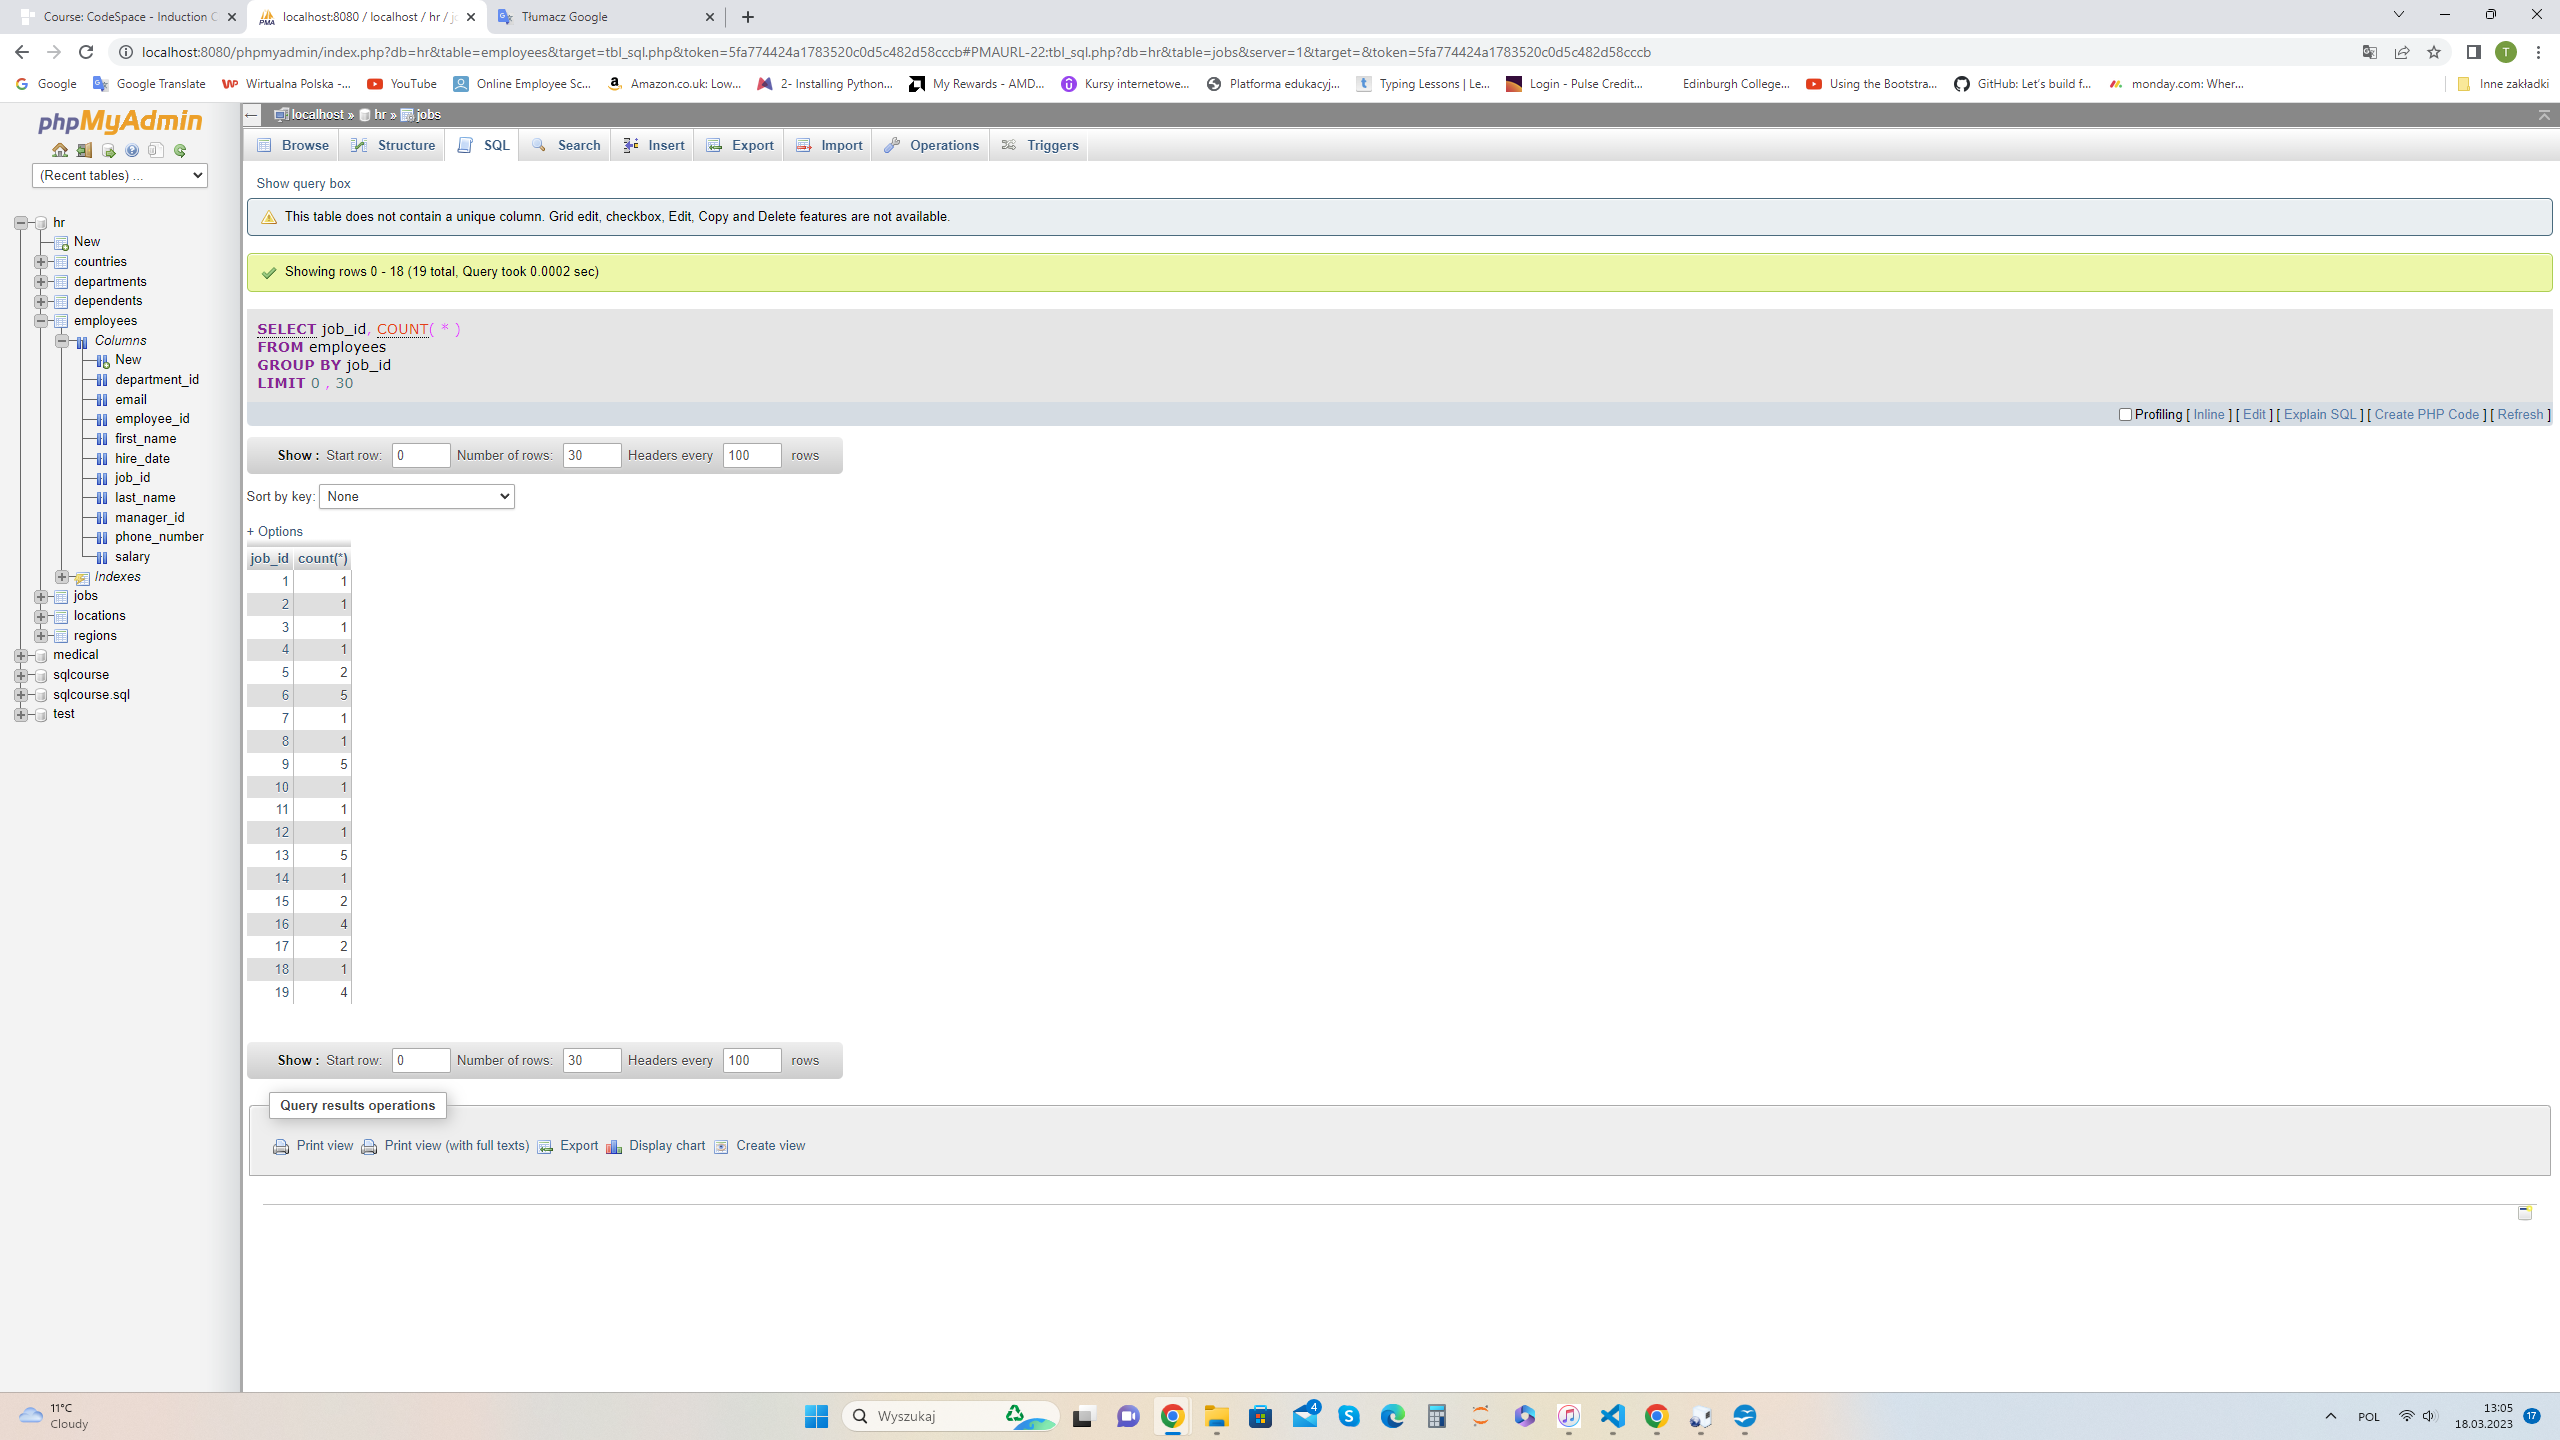 Course: CodeSpace - Induction C
localhost:8080 / localhost / hr / jo
Tłumacz Google
localhost:8080/phpmyadmin/index.php?db=hr&table=employees&target=tbl_sql.php&token=5fa774424a1783520c0d5c482d58cccb#PMAURL-22:tbl_sql.php?db=hr&table=jobs&server=1&target=&token=5fa774424a1783520c0d5c482d58cccb
T
Google
Google Translate
Wirtualna Polska -...
YouTube
Online Employee Sc...
Amazon.co.uk: Low...
2- Installing Python...
My Rewards - AMD...
Kursy internetowe...
Platforma edukacyj...
Typing Lessons | Le...
Login - Pulse Credit...
Edinburgh College...
Using the Bootstra...
GitHub: Let's build f...
monday.com: Wher...
Inne zakładki
phpMyAdmin
(Recent tables) ...
hr
New
countries
departments
dependents
employees
Columns
New
department_id
email
employee_id
first_name
hire_date
job_id
last_name
manager_id
phone_number
salary
Indexes
jobs
locations
regions
medical
sqlcourse
sqlcourse.sql
test
localhost » hr » jobs
Browse
Structure
SQL
Search
Insert
Export
Import
Operations
Triggers
Show query box
This table does not contain a unique column. Grid edit, checkbox, Edit, Copy and Delete features are not available.
Showing rows 0 - 18 (19 total, Query took 0.0002 sec)
SELECT job_id, COUNT( * )
FROM employees
GROUP BY job_id
LIMIT 0 , 30
Profiling [ Inline ] [ Edit ] [ Explain SQL ] [ Create PHP Code ] [ Refresh ]
Show : Start row: 0 Number of rows: 30 Headers every 100 rows
Sort by key: None
+ Options
job_id count(*)
1 1
2 1
3 1
4 1
5 2
6 5
7 1
8 1
9 5
10 1
11 1
12 1
13 5
14 1
15 2
16 4
17 2
18 1
19 4
Show : Start row: 0 Number of rows: 30 Headers every 100 rows
Query results operations
Print view Print view (with full texts) Export Display chart Create view
11°C
Cloudy
Wyszukaj
4
POL
13:05
18.03.2023
17